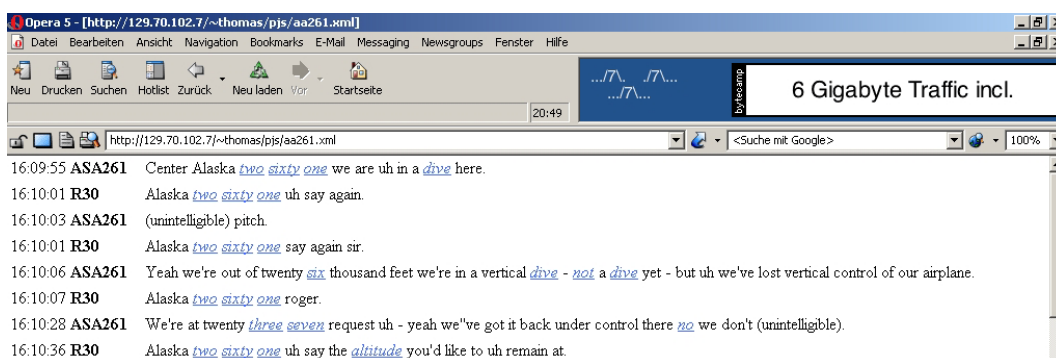 Opera 5 - [http://129.70.102.7/~thomas/pjs/aa261.xml]
Datei Bearbeiten Ansicht Navigation Bookmarks E-Mail Messaging Newsgroups Fenster Hilfe
Neu Drucken Suchen Hotlist Zurück Neu laden Vor Startseite
20:49
.../7\. ./7\...
.../7\...
bytecamp
6 Gigabyte Traffic incl.
http://129.70.102.7/~thomas/pjs/aa261.xml <Suche mit Google> 100%
16:09:55 ASA261 Center Alaska two sixty one we are uh in a dive here.
16:10:01 R30 Alaska two sixty one uh say again.
16:10:03 ASA261 (unintelligible) pitch.
16:10:01 R30 Alaska two sixty one say again sir.
16:10:06 ASA261 Yeah we're out of twenty six thousand feet we're in a vertical dive - not a dive yet - but uh we've lost vertical control of our airplane.
16:10:07 R30 Alaska two sixty one roger.
16:10:28 ASA261 We're at twenty three seven request uh - yeah we"ve got it back under control there no we don't (unintelligible).
16:10:36 R30 Alaska two sixty one uh say the altitude you'd like to uh remain at.